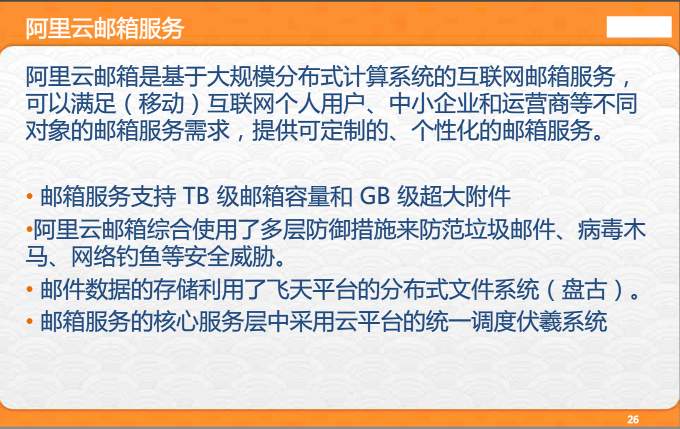 阿里云邮箱服务
阿里云邮箱是基于大规模分布式计算系统的互联网邮箱服务，
可以满足（移动）互联网个人用户、中小企业和运营商等不同
对象的邮箱服务需求，提供可定制的、个性化的邮箱服务。
• 邮箱服务支持 TB 级邮箱容量和 GB 级超大附件
•阿里云邮箱综合使用了多层防御措施来防范垃圾邮件、病毒木
马、网络钓鱼等安全威胁。
• 邮件数据的存储利用了飞天平台的分布式文件系统（盘古）。
• 邮箱服务的核心服务层中采用云平台的统一调度伏羲系统
26